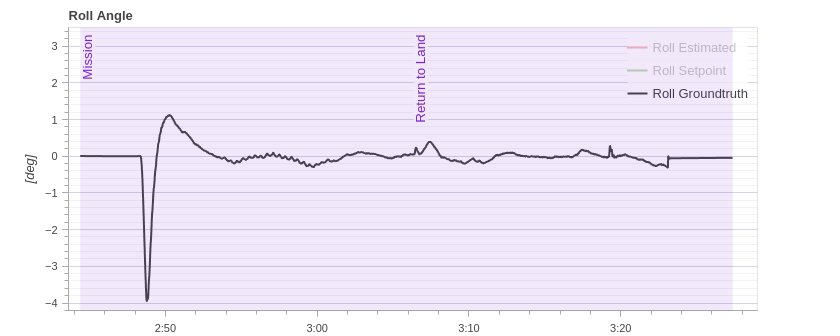 Roll Angle
Mission
Return to Land
Roll Estimated
Roll Setpoint
Roll Groundtruth
[deg]
3
2
1
0
−1
−2
−3
−4
2:50
3:00
3:10
3:20